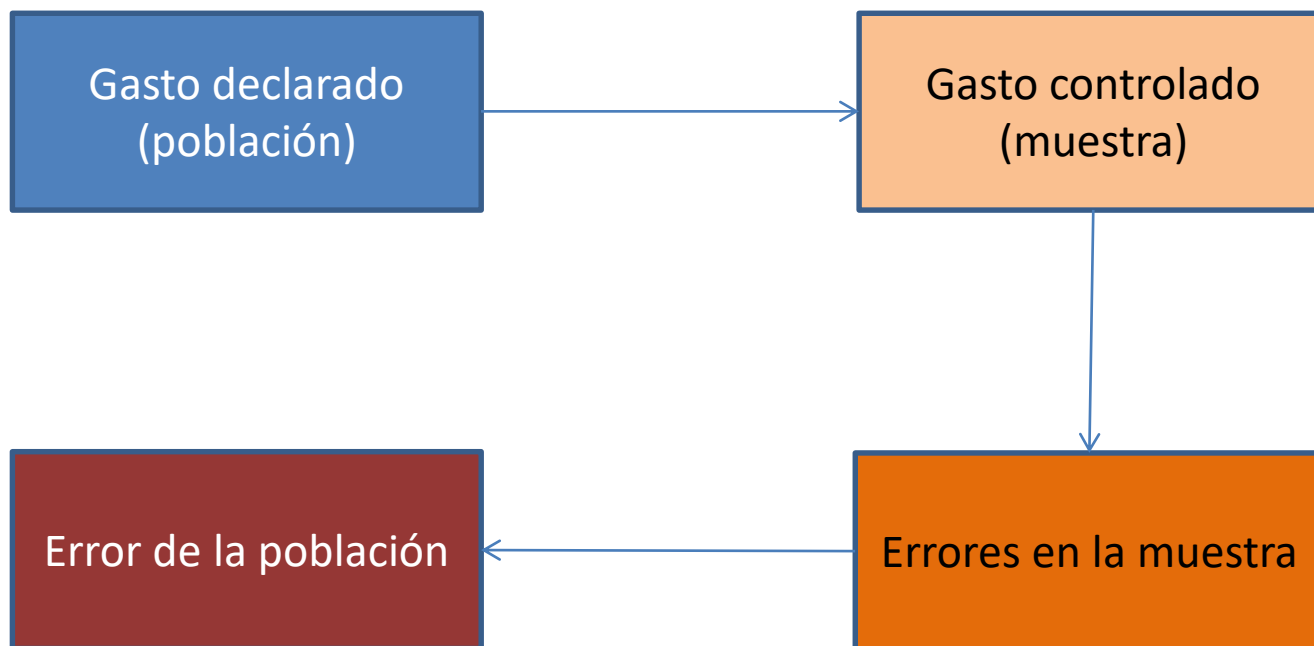 Gasto declarado
(población)
Gasto controlado
(muestra)
Error de la población
Errores en la muestra